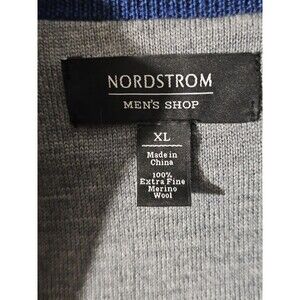 NORDSTROM
MEN'S SHOP
XL
Made in
China
100%
Extra Fine
Merino
Wool